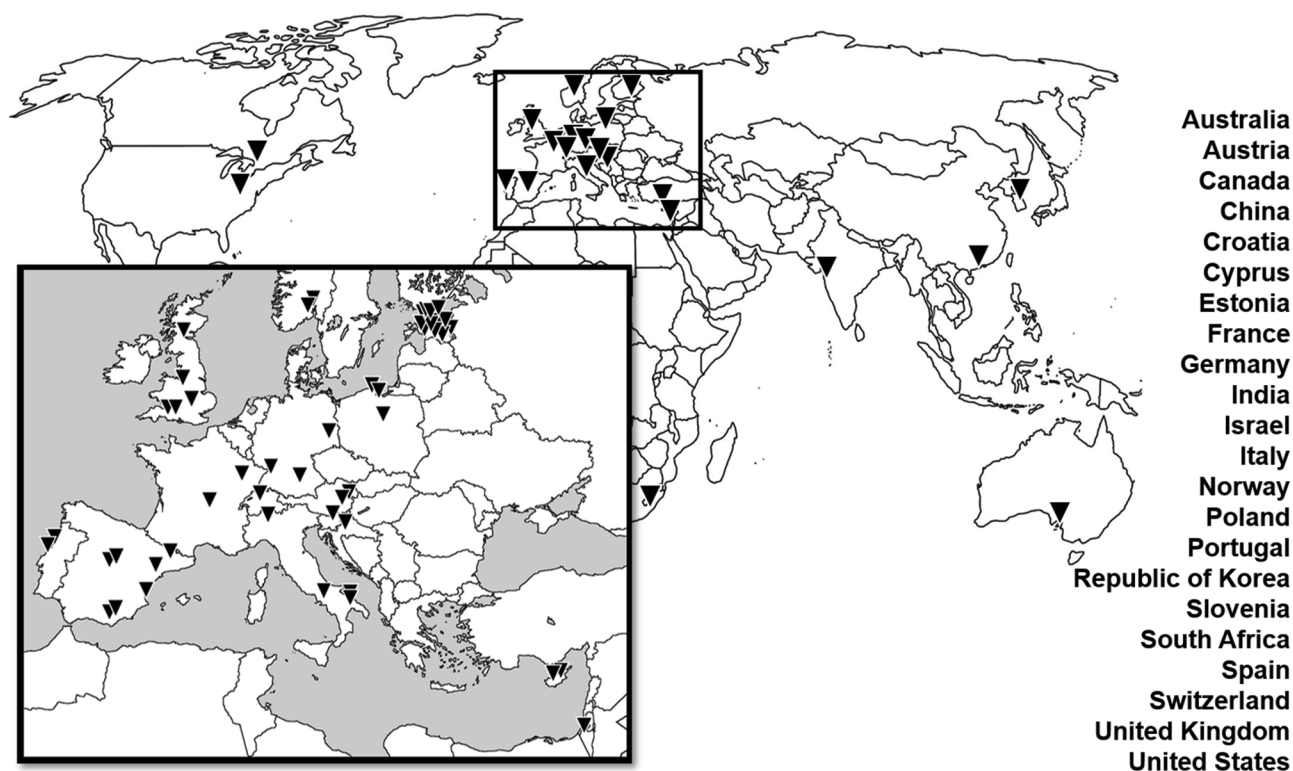 Australia
Austria
Canada
China
Croatia
Cyprus
Estonia
France
Germany
India
Israel
Italy
Norway
Poland
Portugal
Republic of Korea
Slovenia
South Africa
Spain
Switzerland
United Kingdom
United States